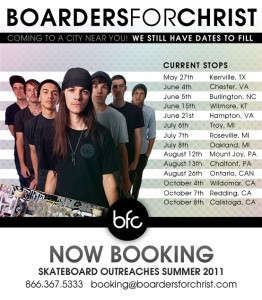 BOARDERSFORCHRIST
COMING TO A CITY NEAR YOU! WE STILL HAVE DATES TO FILL
CURRENT STOPS
May 27th Kerrville, TX
June 4th Chester, VA
June 5th Burlington, NC
June 15th Wilmore, KT
June 21st Hampton, VA
July 6th Troy, MI
July 7th Roseville, MI
July 8th Oakland, MI
August 12th Mount Joy, PA
August 13th Chalfont, PA
August 26th Ontario, CAN
October 4th Wildomar, CA
October 7th Redding, CA
October 8th Calistoga, CA
bfc
NOW BOOKING
SKATEBOARD OUTREACHES SUMMER 2011
866.367.5333 booking@boardersforchrist.com